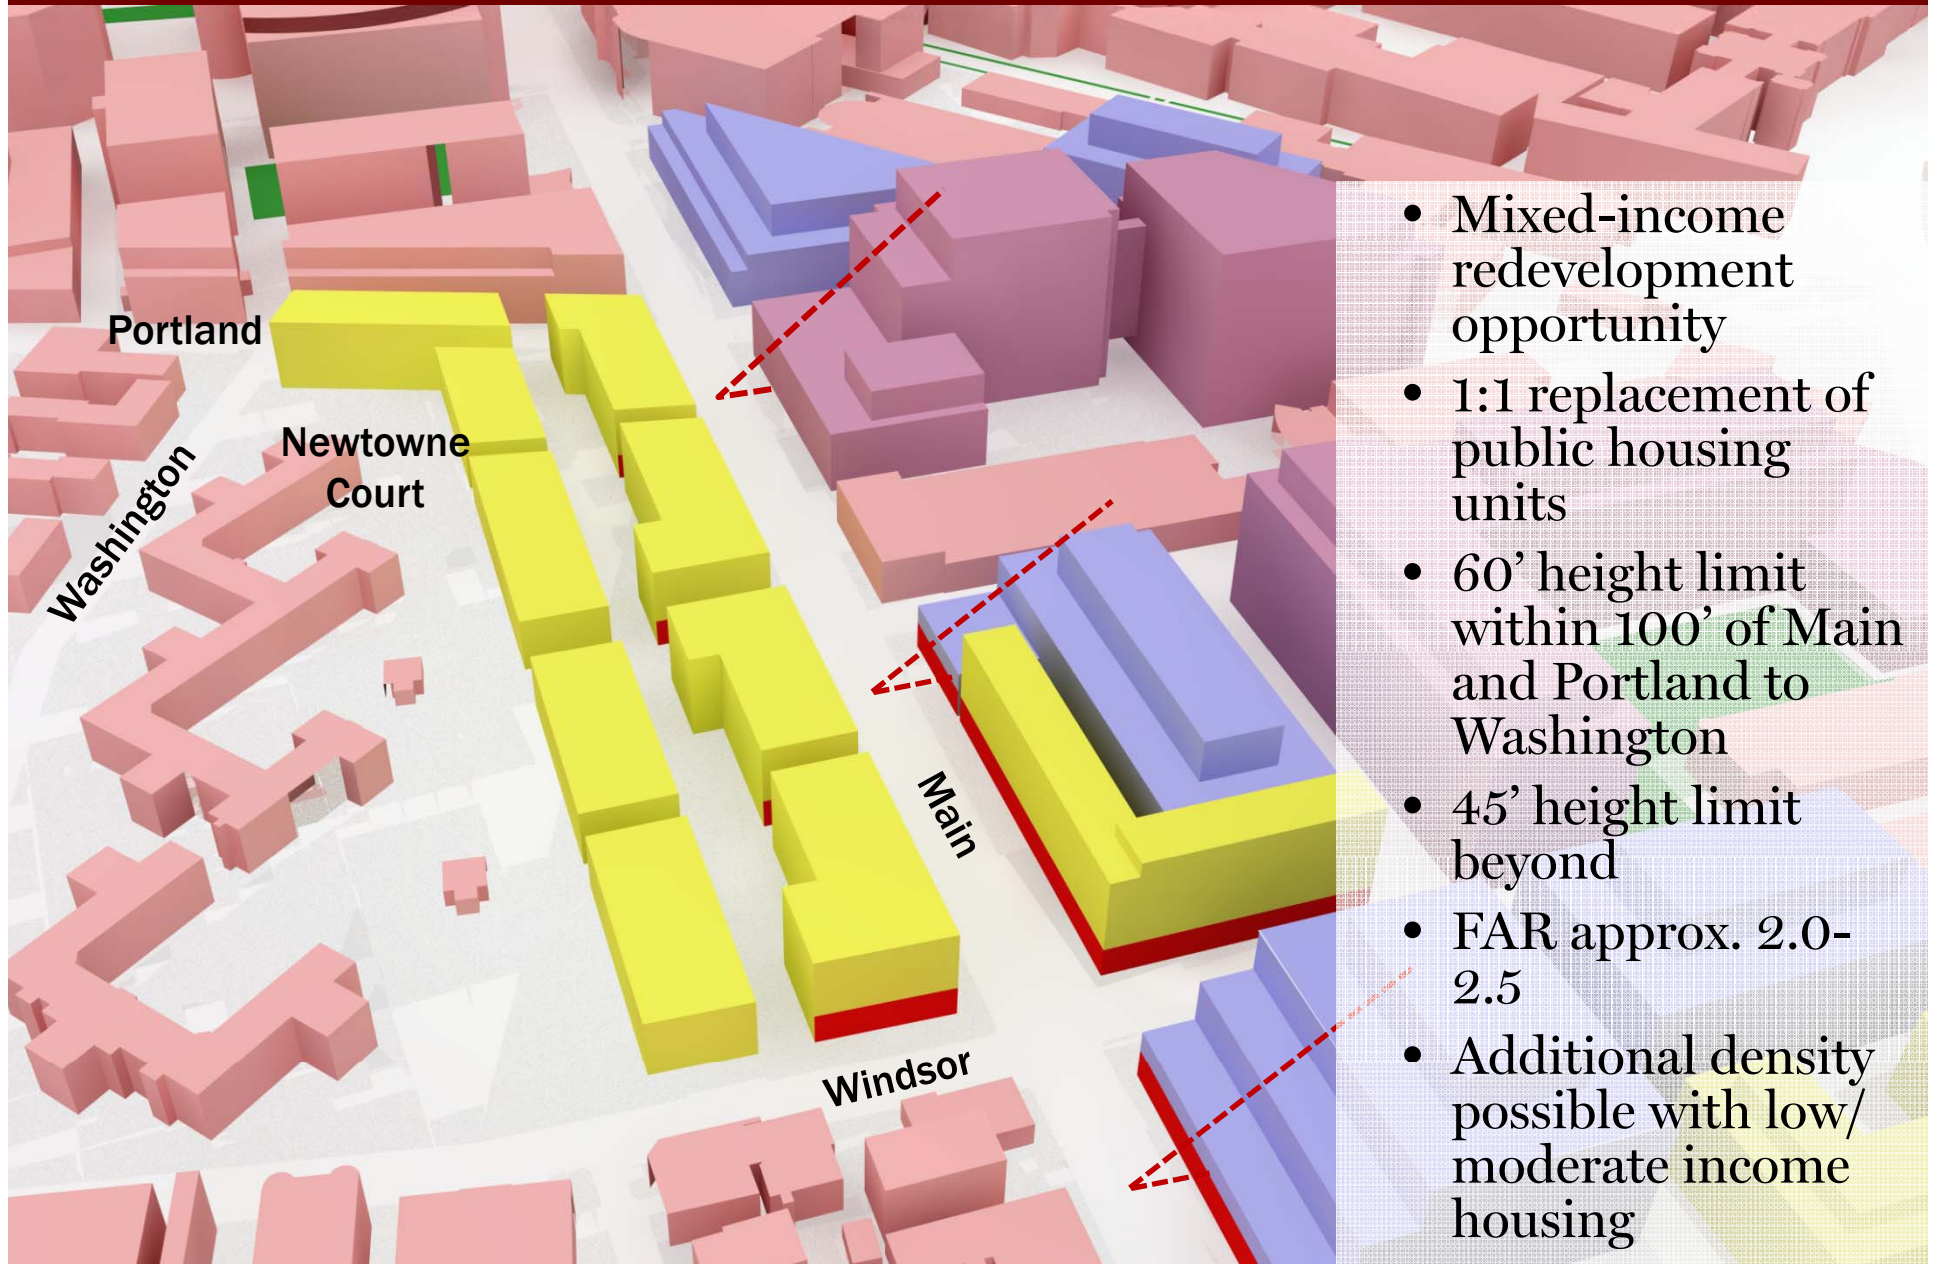 Portland
Newtowne
Court
Washington
Main
Windsor
• Mixed-income
redevelopment
opportunity
• 1:1 replacement of
public housing
units
• 60’ height limit
within 100’ of Main
and Portland to
Washington
• 45’ height limit
beyond
• FAR approx. 2.0-
2.5
• Additional density
possible with low/
moderate income
housing